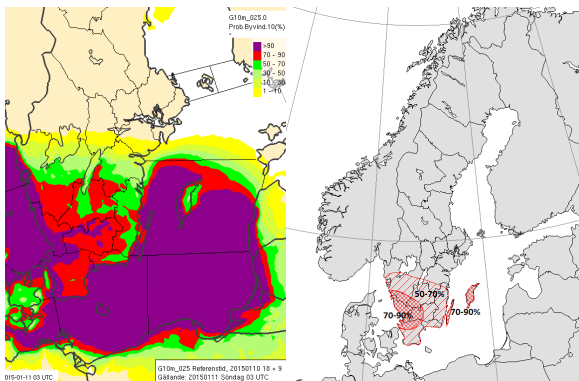 G10m_025.0
Prob.Byvind.10(%)
>90
70 - 90
50 - 70
30 - 50
10 - 30
1 - 10
50-70%
70-90%
70-90%
G10m_025 Referenstid, 20150110 18 + 9
Gällande: 20150111 Söndag 03 UTC
015-01-11 03 UTC